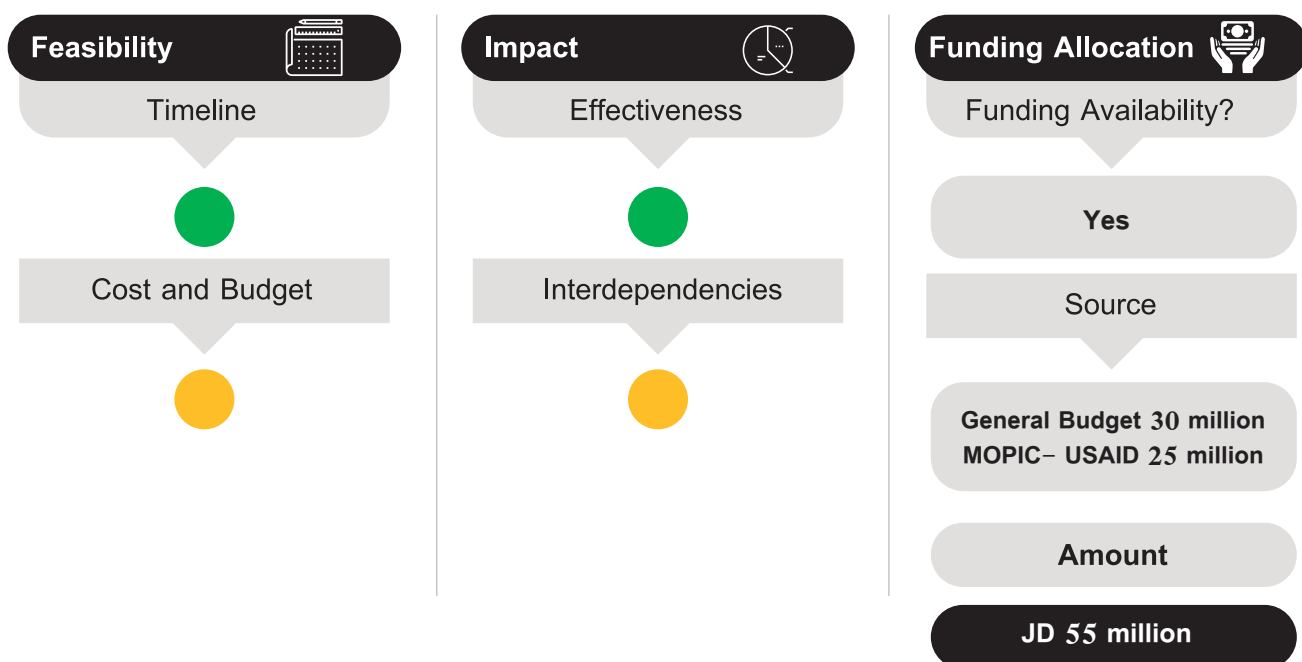 Feasibility
Timeline
Cost and Budget
Impact
Effectiveness
Interdependencies
Funding Allocation
Funding Availability?
Yes
Source
General Budget 30 million
MOPIC– USAID 25 million
Amount
JD 55 million